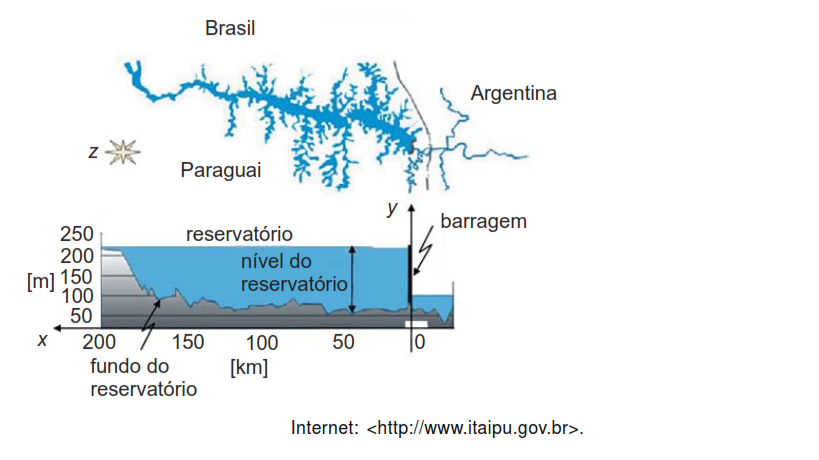 Brasil
Argentina
z
Paraguai
y
barragem
reservatório
250
200
nível do
[m] 150
reservatório
100
50
x 200 150 100 50 0
fundo do
reservatório
[km]
Internet: <http://www.itaipu.gov.br>.